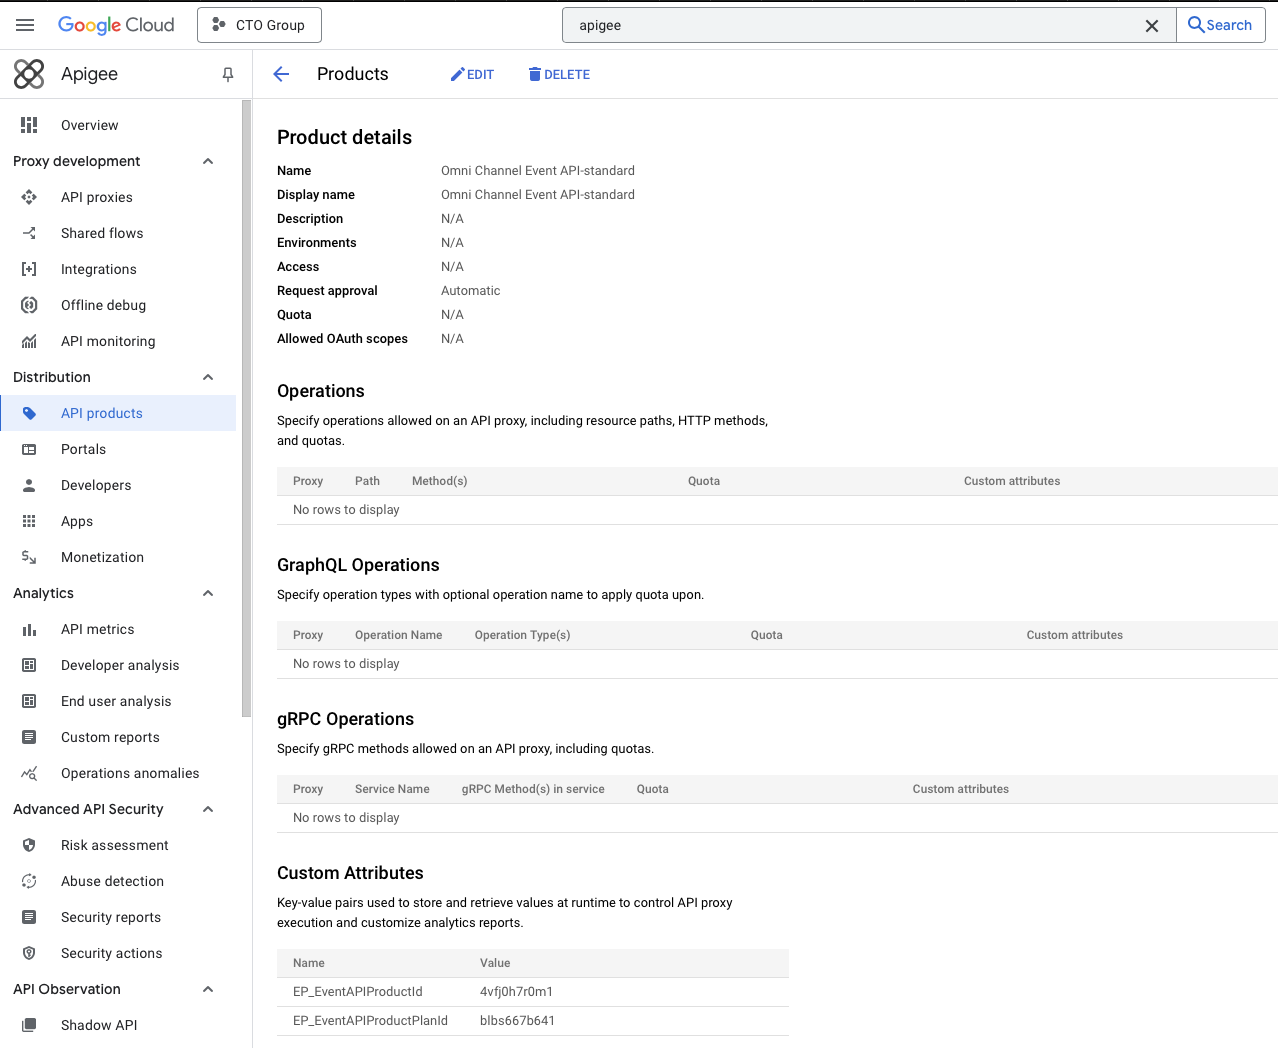 Google Cloud
CTO Group
apigee
Search
Apigee
Products
EDIT
DELETE
Overview
Proxy development
API proxies
Shared flows
Integrations
Offline debug
API monitoring
Distribution
API products
Portals
Developers
Apps
Monetization
Analytics
API metrics
Developer analysis
End user analysis
Custom reports
Operations anomalies
Advanced API Security
Risk assessment
Abuse detection
Security reports
Security actions
API Observation
Shadow API
Product details
Name Omni Channel Event API-standard
Display name Omni Channel Event API-standard
Description N/A
Environments N/A
Access N/A
Request approval Automatic
Quota N/A
Allowed OAuth scopes N/A
Operations
Specify operations allowed on an API proxy, including resource paths, HTTP methods,
and quotas.
Proxy Path Method(s) Quota Custom attributes
No rows to display
GraphQL Operations
Specify operation types with optional operation name to apply quota upon.
Proxy Operation Name Operation Type(s) Quota Custom attributes
No rows to display
gRPC Operations
Specify gRPC methods allowed on an API proxy, including quotas.
Proxy Service Name gRPC Method(s) in service Quota Custom attributes
No rows to display
Custom Attributes
Key-value pairs used to store and retrieve values at runtime to control API proxy
execution and customize analytics reports.
Name Value
EP_EventAPIProductId 4vfj0h7r0m1
EP_EventAPIProductPlanId blbs667b641